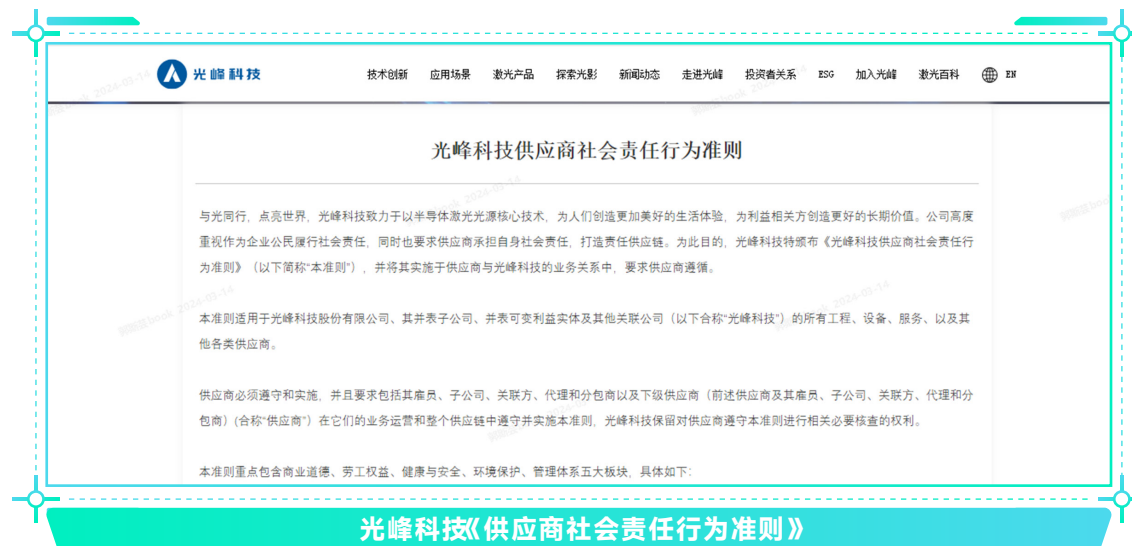 光峰科技
技术创新 应用场景 激光产品 探索光影 新闻动态 走进光峰 投资者关系 ESG 加入光峰 激光百科 EN
光峰科技供应商社会责任行为准则
与光同行，点亮世界，光峰科技致力于以半导体激光光源核心技术，为人们创造更加美好的生活体验，为利益相关方创造更好的长期价值。公司高度
重视作为企业公民履行社会责任，同时也要求供应商承担自身社会责任，打造责任供应链。为此目的，光峰科技特颁布《光峰科技供应商社会责任行
为准则》（以下简称“本准则”），并将其实施于供应商与光峰科技的业务关系中，要求供应商遵循。
本准则适用于光峰科技股份有限公司、其并表子公司、并表可变利益实体及其他关联公司（以下合称“光峰科技”）的所有工程、设备、服务、以及其
他各类供应商。
供应商必须遵守和实施，并且要求包括其雇员、子公司、关联方、代理和分包商以及下级供应商（前述供应商及其雇员、子公司、关联方、代理和分
包商）(合称“供应商”）在它们的业务运营和整个供应链中遵守并实施本准则，光峰科技保留对供应商遵守本准则进行相关必要核查的权利。
本准则重点包含商业道德、劳工权益、健康与安全、环境保护、管理体系五大板块，具体如下：
光峰科技《供应商社会责任行为准则》